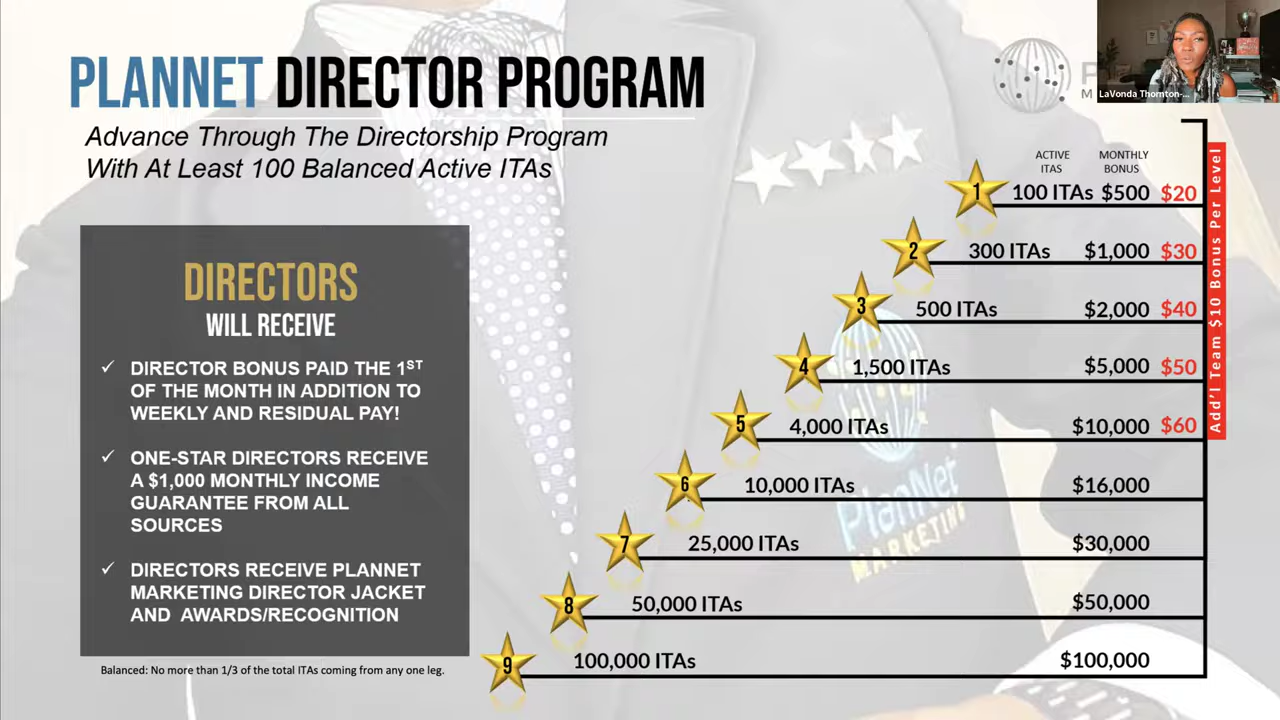 PLANNET DIRECTOR PROGRAM
Advance Through The Directorship Program
With At Least 100 Balanced Active ITAs
LaVonda Thornton-...
DIRECTORS
WILL RECEIVE
✓ DIRECTOR BONUS PAID THE 1ST
OF THE MONTH IN ADDITION TO
WEEKLY AND RESIDUAL PAY!
✓ ONE-STAR DIRECTORS RECEIVE
A $1,000 MONTHLY INCOME
GUARANTEE FROM ALL
SOURCES
✓ DIRECTORS RECEIVE PLANNET
MARKETING DIRECTOR JACKET
AND AWARDS/RECOGNITION
Balanced: No more than 1/3 of the total ITAs coming from any one leg.
ACTIVE MONTHLY
ITAS BONUS
1 100 ITAs $500 $20
2 300 ITAs $1,000 $30
3 500 ITAs $2,000 $40
4 1,500 ITAs $5,000 $50
5 4,000 ITAs $10,000 $60
6 10,000 ITAs $16,000
7 25,000 ITAs $30,000
8 50,000 ITAs $50,000
9 100,000 ITAs $100,000
Add'l Team $10 Bonus Per Level
PlanNet
MARKETING